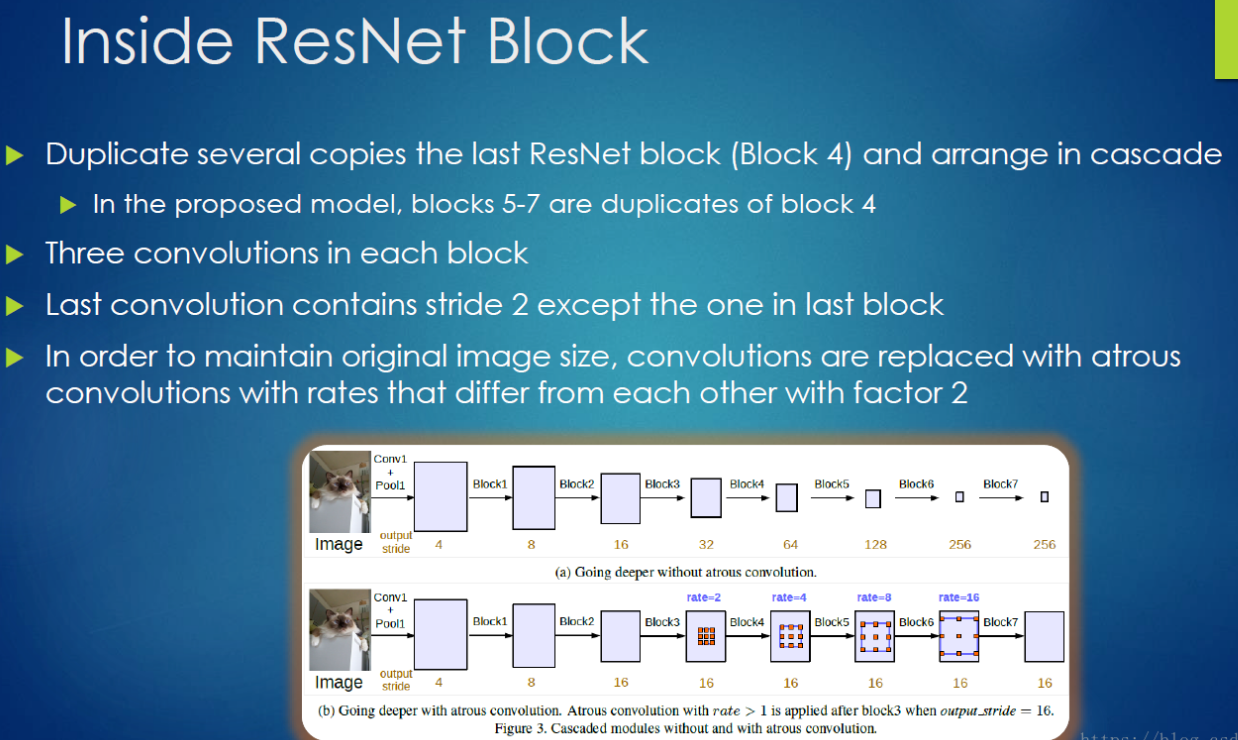 Inside ResNet Block
Duplicate several copies the last ResNet block (Block 4) and arrange in cascade
In the proposed model, blocks 5-7 are duplicates of block 4
Three convolutions in each block
Last convolution contains stride 2 except the one in last block
In order to maintain original image size, convolutions are replaced with atrous
convolutions with rates that differ from each other with factor 2
Conv1
+
Pool1
Block1 Block2 Block3 Block4 Block5 Block6 Block7
output
Image stride 4 8 16 32 64 128 256 256
(a) Going deeper without atrous convolution.
rate=2 rate=4 rate=8 rate=16
Conv1
+
Pool1
Block1 Block2 Block3 Block4 Block5 Block6 Block7
output
Image stride 4 8 16 16 16 16 16 16
(b) Going deeper with atrous convolution. Atrous convolution with rate > 1 is applied after block3 when output_stride = 16.
Figure 3. Cascaded modules without and with atrous convolution.